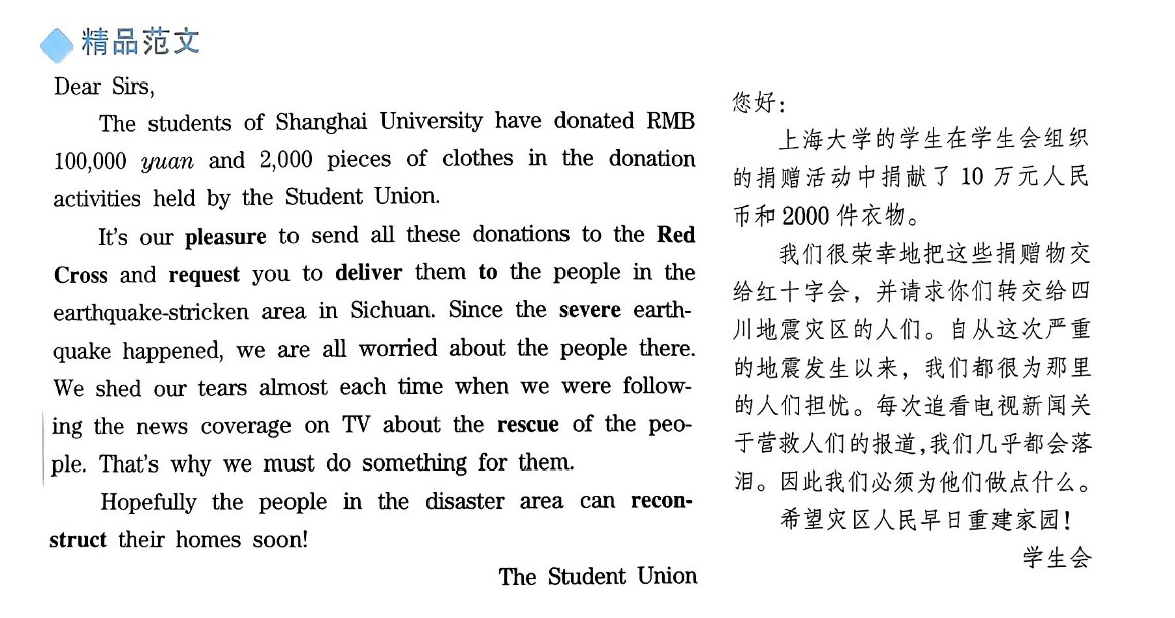 精品范文
Dear Sirs,
The students of Shanghai University have donated RMB
100,000 yuan and 2,000 pieces of clothes in the donation
activities held by the Student Union.
It's our pleasure to send all these donations to the Red
Cross and request you to deliver them to the people in the
earthquake-stricken area in Sichuan. Since the severe earth-
quake happened, we are all worried about the people there.
We shed our tears almost each time when we were follow-
ing the news coverage on TV about the rescue of the peo-
ple. That's why we must do something for them.
Hopefully the people in the disaster area can recon-
struct their homes soon!
The Student Union
您好：
上海大学的学生在学生会组织
的捐赠活动中捐献了 10 万元人民
币和 2000 件衣物。
我们很荣幸地把这些捐赠物交
给红十字会，并请求你们转交给四
川地震灾区的人们。自从这次严重
的地震发生以来，我们都很为那里
的人们担忧。每次追看电视新闻关
于营救人们的报道，我们几乎都会落
泪。因此我们必须为他们做点什么。
希望灾区人民早日重建家园！
学生会